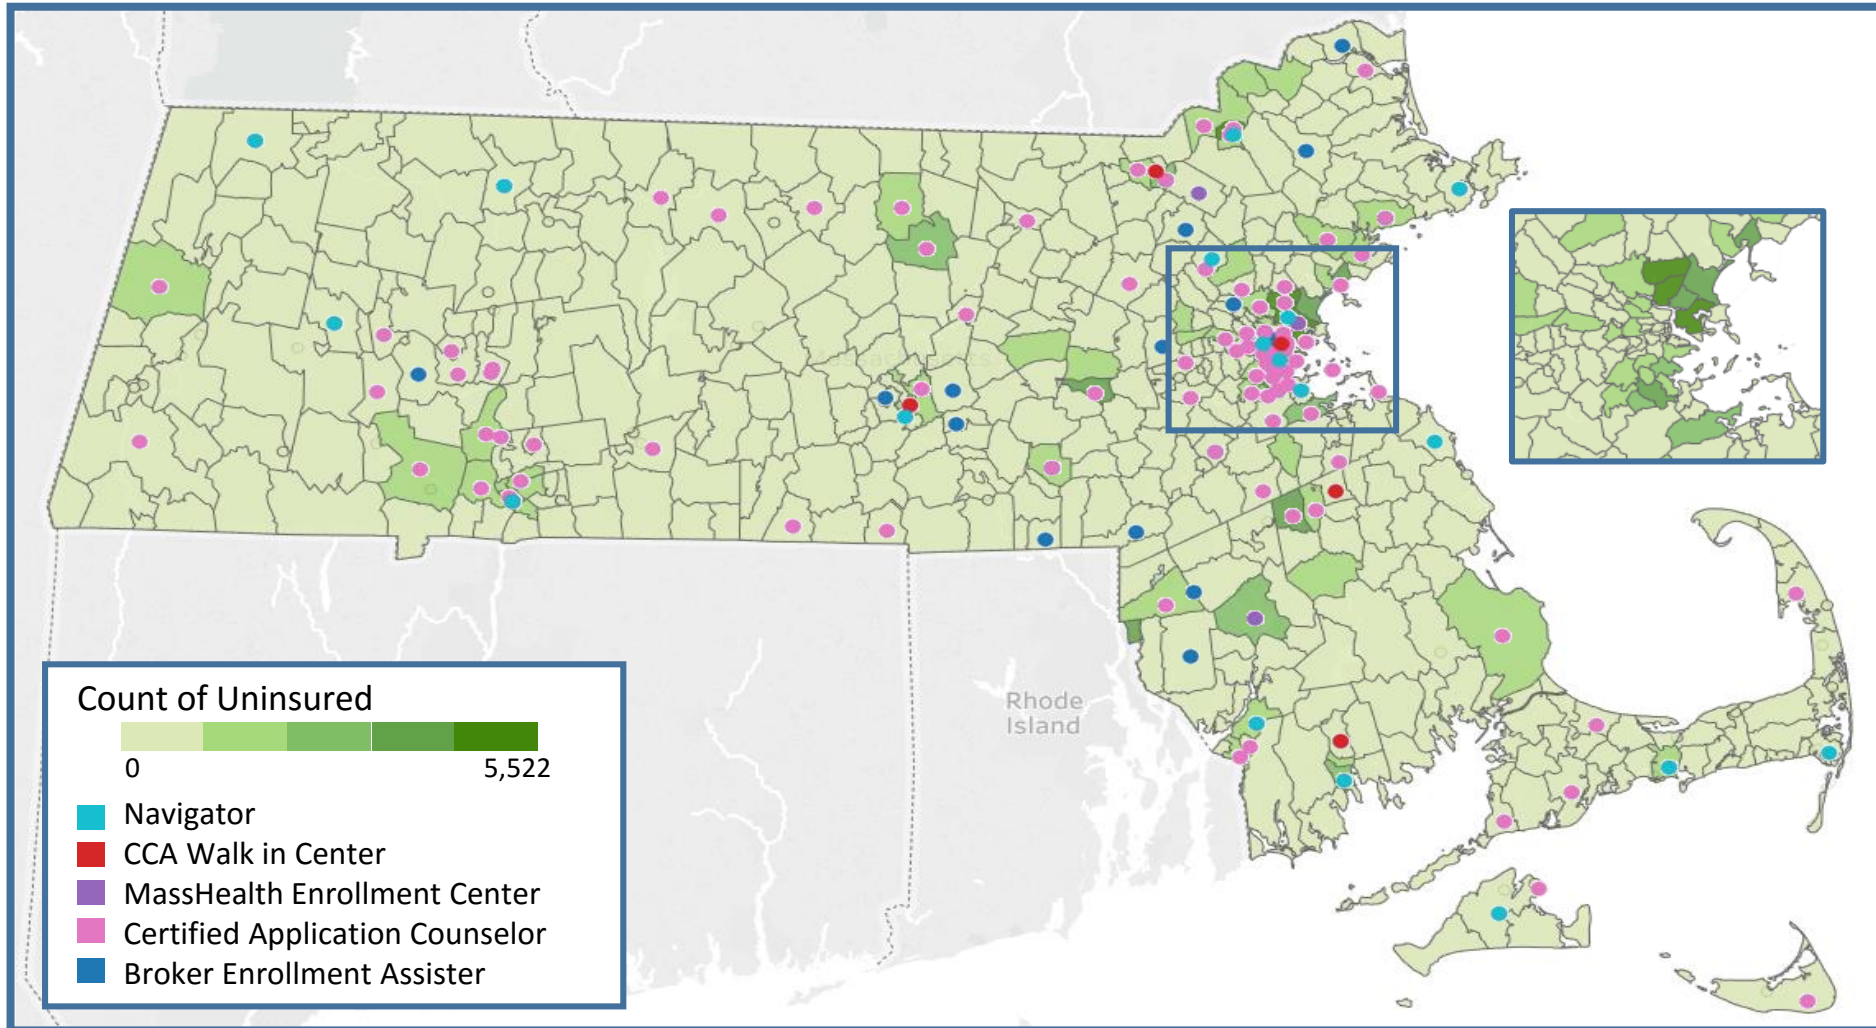 Rhode
Island
Count of Uninsured
0
5,522
Navigator
CCA Walk in Center
MassHealth Enrollment Center
Certified Application Counselor
Broker Enrollment Assister